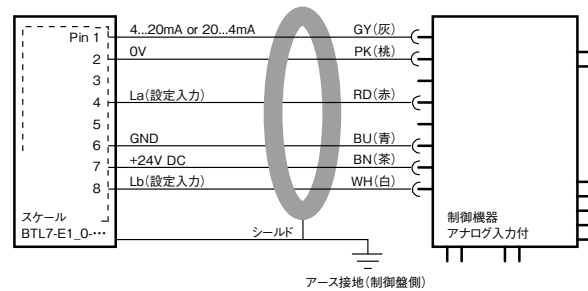 Pin 1 4...20mA or 20...4mA GY(灰)
2 0V PK(桃)
3
4 La(設定入力) RD(赤)
5
6 GND BU(青)
7 +24V DC BN(茶)
8 Lb(設定入力) WH(白)
スケール
BTL7-E1_0-…
シールド
アース接地(制御盤側)
制御機器
アナログ入力付